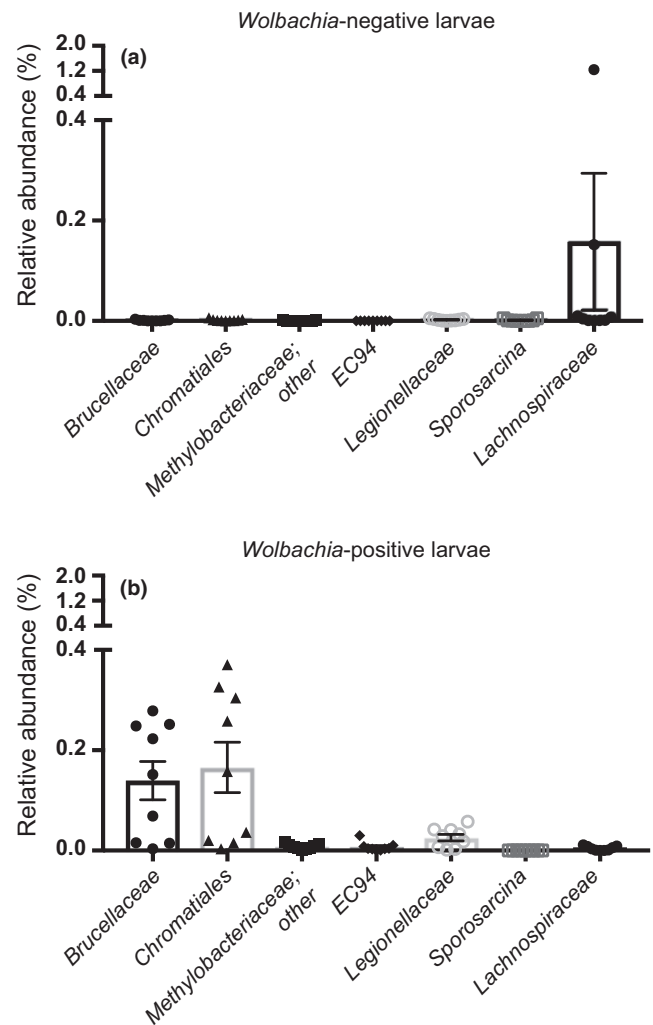 Wolbachia-negative larvae
(a)
Relative abundance (%)
2.0
1.2
0.4
0.4
0.2
0.0
Brucellaceae
Chromatiales
Methylobacteriaceae;
other
EC94
Legionellaceae
Sporosarcina
Lachnospiraceae
Wolbachia-positive larvae
(b)
Relative abundance (%)
2.0
1.2
0.4
0.4
0.2
0.0
Brucellaceae
Chromatiales
Methylobacteriaceae;
other
EC94
Legionellaceae
Sporosarcina
Lachnospiraceae